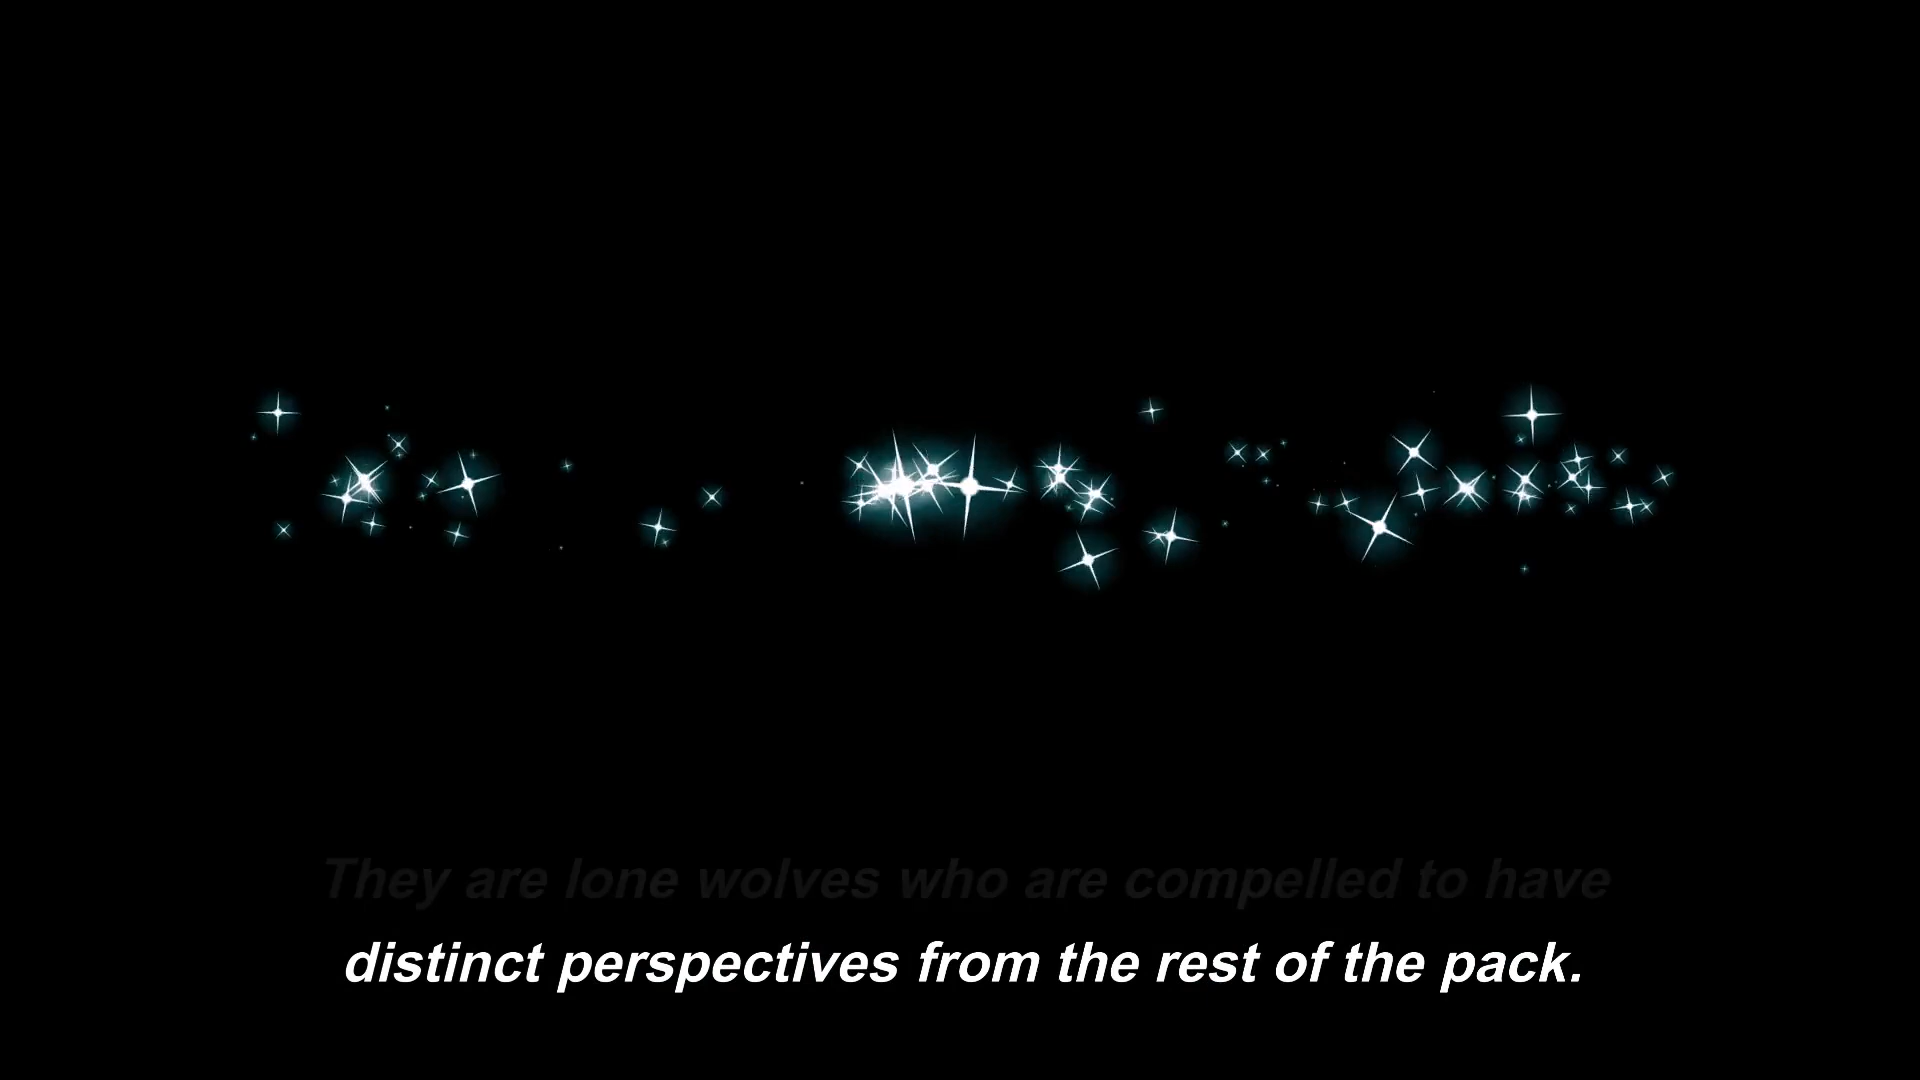 They are lone wolves who are compelled to have
distinct perspectives from the rest of the pack.